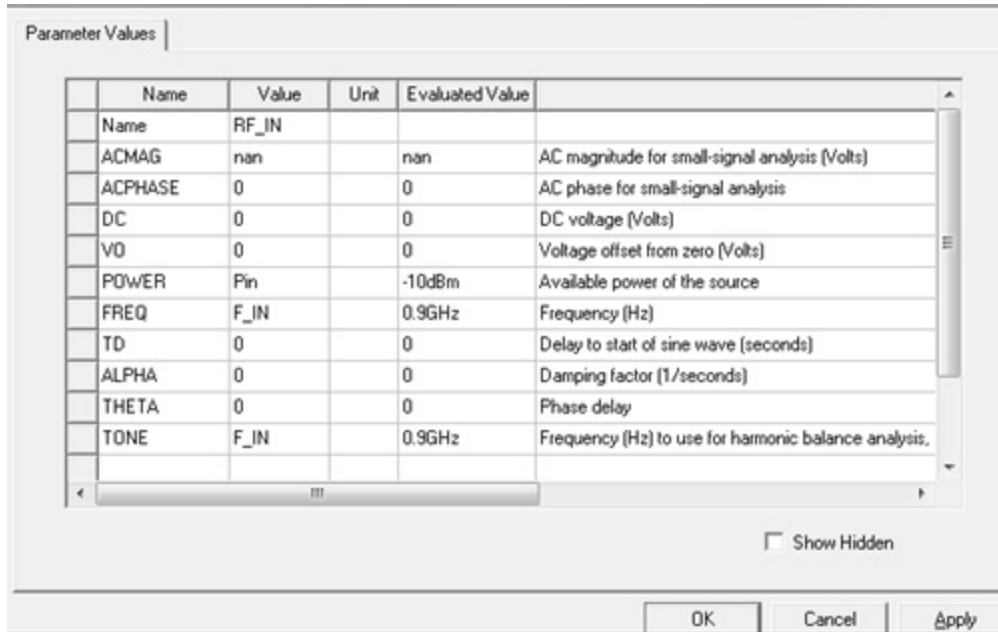 Parameter Values
Name Value Unit Evaluated Value
Name RF_IN
ACMAG nan nan AC magnitude for small-signal analysis (Volts)
ACPHASE 0 0 AC phase for small-signal analysis
DC 0 0 DC voltage (Volts)
VO 0 0 Voltage offset from zero (Volts)
POWER Pin -10dBm Available power of the source
FREQ F_IN 0.9GHz Frequency (Hz)
TD 0 0 Delay to start of sine wave (seconds)
ALPHA 0 0 Damping factor (1/seconds)
THETA 0 0 Phase delay
TONE F_IN 0.9GHz Frequency (Hz) to use for harmonic balance analysis,
Show Hidden
OK Cancel Apply